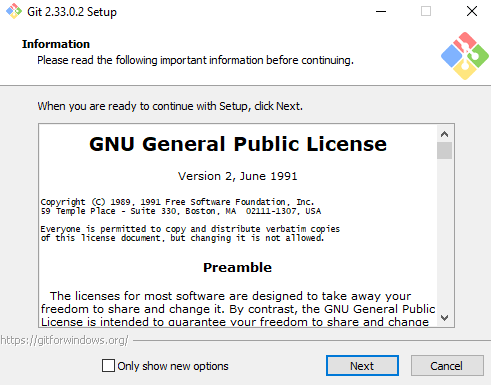 Git 2.33.0.2 Setup
Information
Please read the following important information before continuing.
When you are ready to continue with Setup, click Next.
GNU General Public License
Version 2, June 1991
Copyright (C) 1989, 1991 Free Software Foundation, Inc.
59 Temple Place - Suite 330, Boston, MA  02111-1307, USA
Everyone is permitted to copy and distribute verbatim copies
of this license document, but changing it is not allowed.
Preamble
The licenses for most software are designed to take away your
freedom to share and change it. By contrast, the GNU General Public
License is intended to guarantee your freedom to share and change
https://gitforwindows.org/
Only show new options
Next
Cancel